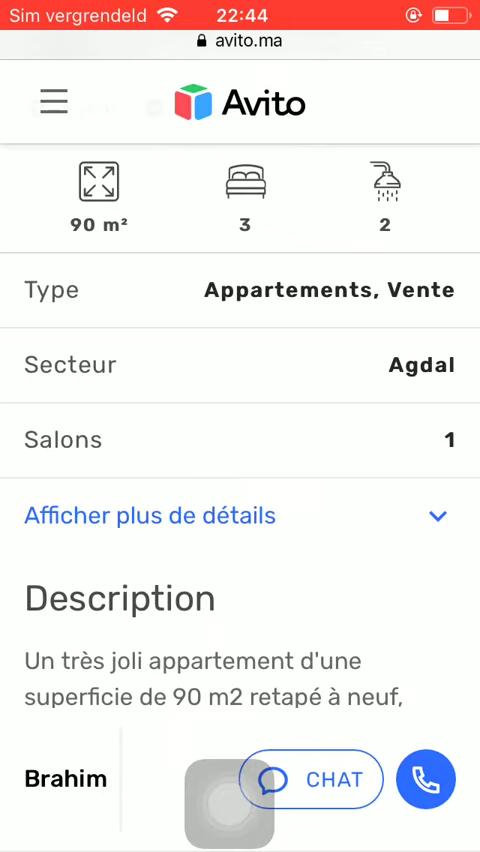 Sim vergrendeld 22:44
avito.ma
Avito
90 m² 3 2
Type Appartements, Vente
Secteur Agdal
Salons 1
Afficher plus de détails
Description
Un très joli appartement d'une
superficie de 90 m2 retapé à neuf,
Brahim CHAT